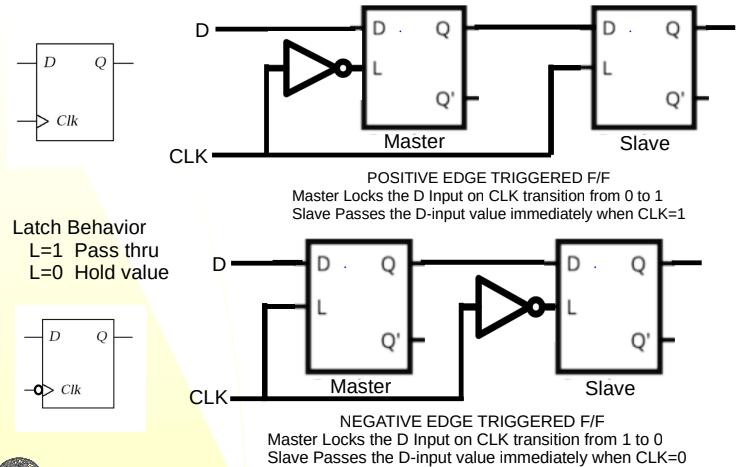 D
D Q
L
Q'
D Q
L
Q'
D Q
Clk
CLK
Master
Slave
POSITIVE EDGE TRIGGERED F/F
Master Locks the D Input on CLK transition from 0 to 1
Slave Passes the D-input value immediately when CLK=1
Latch Behavior
L=1 Pass thru
L=0 Hold value
D
D Q
L
Q'
D Q
L
Q'
D Q
Clk
CLK
Master
Slave
NEGATIVE EDGE TRIGGERED F/F
Master Locks the D Input on CLK transition from 1 to 0
Slave Passes the D-input value immediately when CLK=0